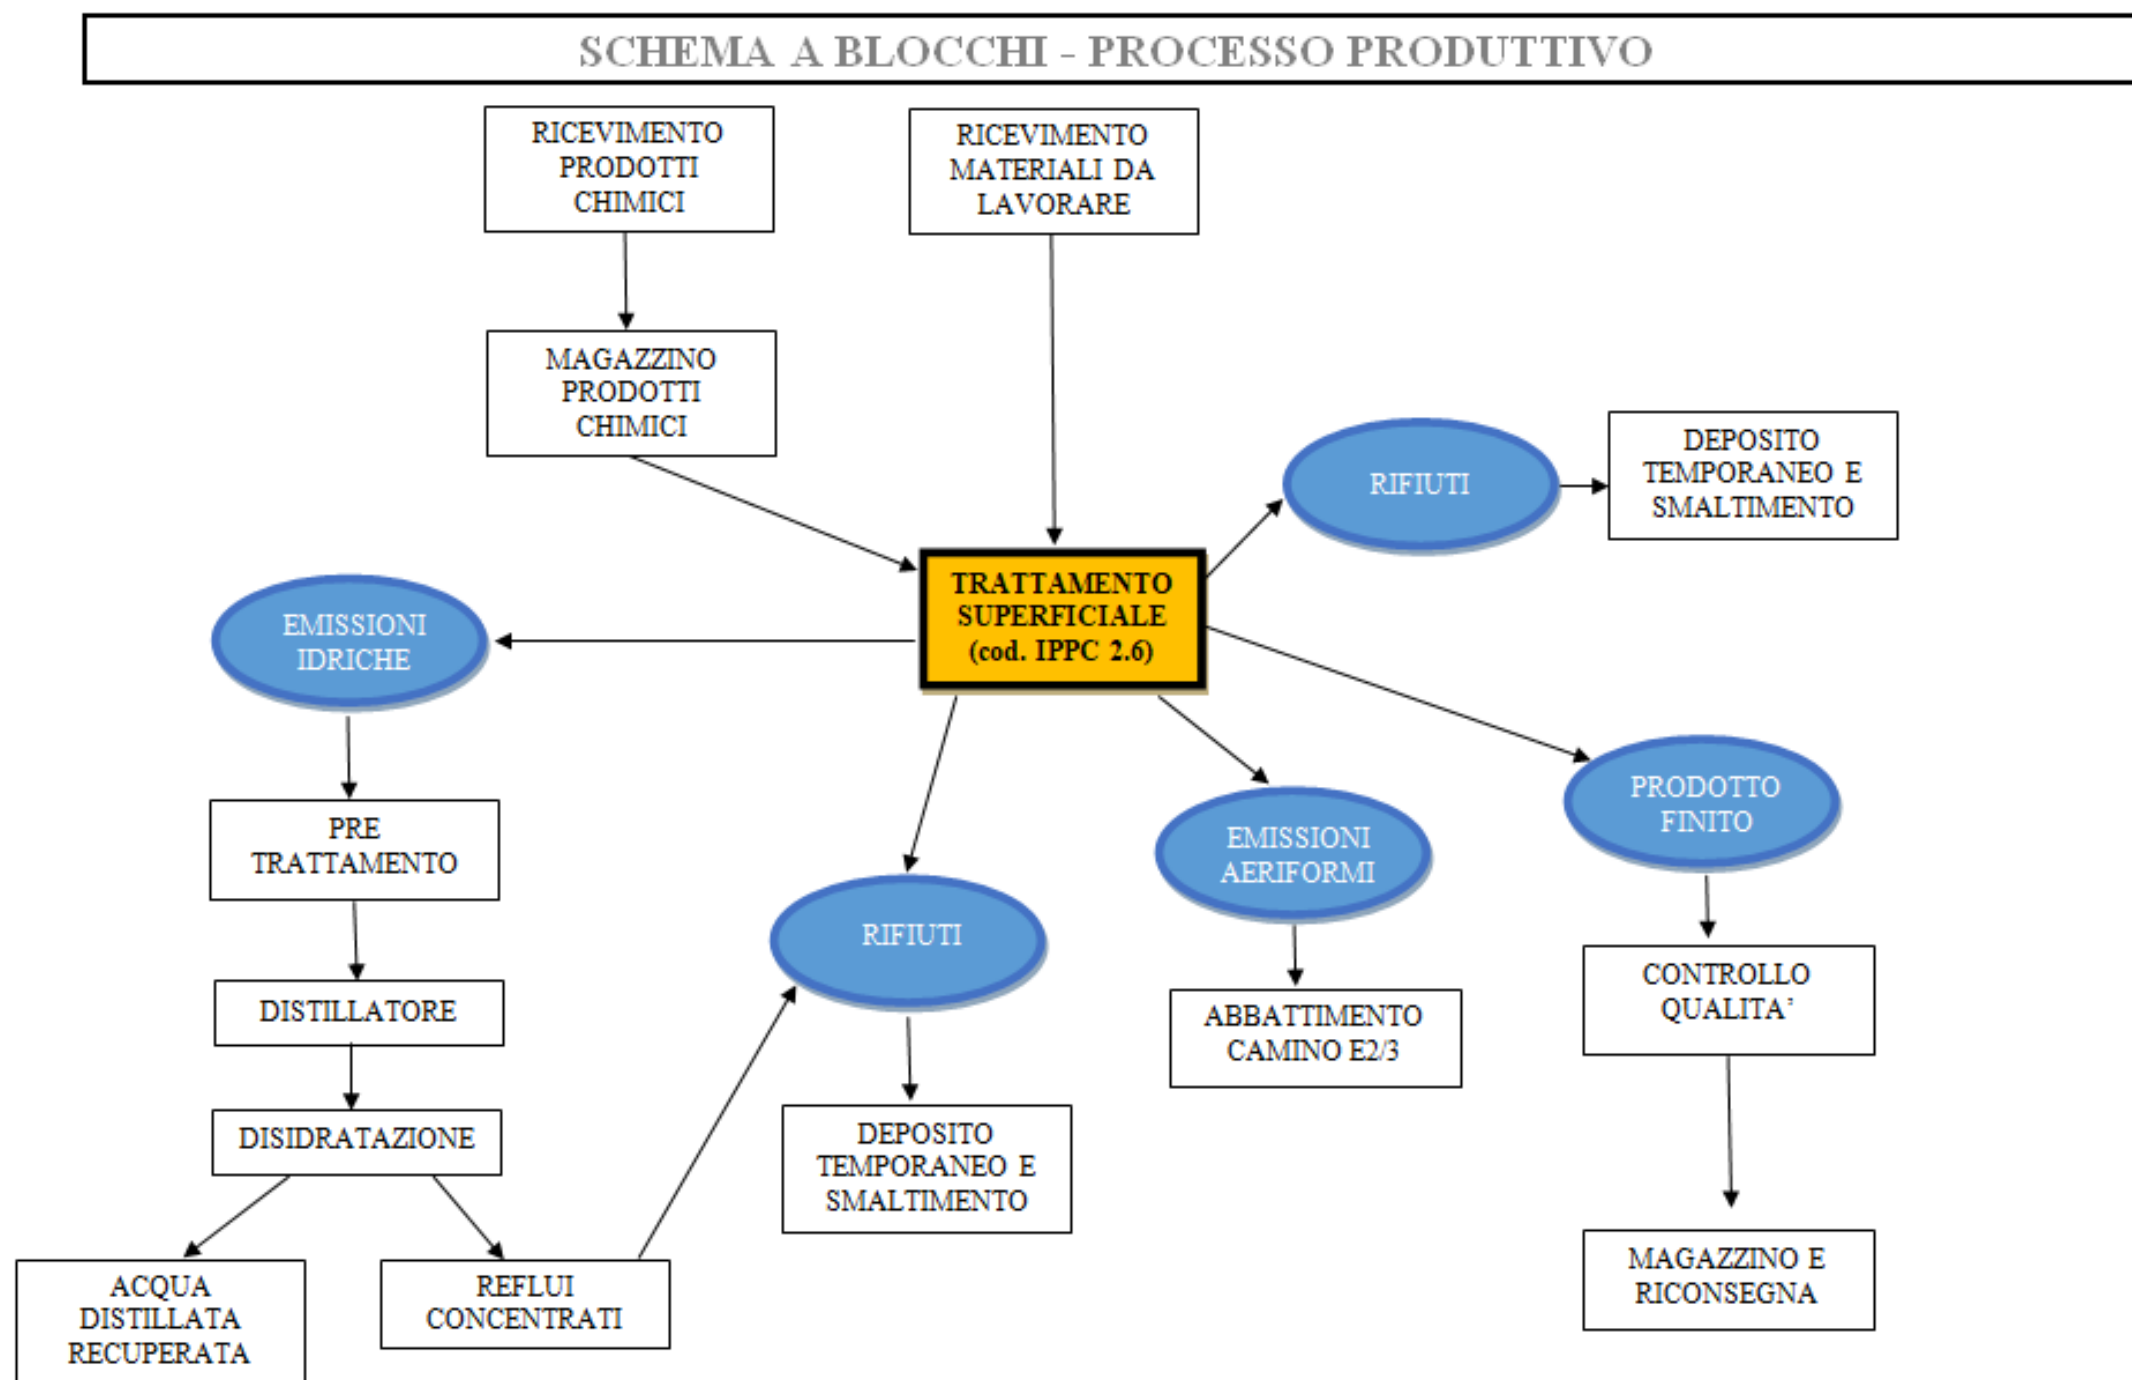 SCHEMA A BLOCCHI - PROCESSO PRODUTTIVO
RICEVIMENTO
PRODOTTI
CHIMICI
RICEVIMENTO
MATERIALI DA
LAVORARE
MAGAZZINO
PRODOTTI
CHIMICI
RIFIUTI
DEPOSITO
TEMPORANEO E
SMALTIMENTO
TRATTAMENTO
SUPERFICIALE
(cod. IPPC 2.6)
EMISSIONI
IDRICHE
PRE
TRATTAMENTO
DISTILLATORE
DISIDRATAZIONE
ACQUA
DISTILLATA
RECUPERATA
REFLUI
CONCENTRATI
RIFIUTI
DEPOSITO
TEMPORANEO E
SMALTIMENTO
EMISSIONI
AERIFORMI
ABBATTIMENTO
CAMINO E2/3
PRODOTTO
FINITO
CONTROLLO
QUALITA’
MAGAZZINO E
RICONSEGNA